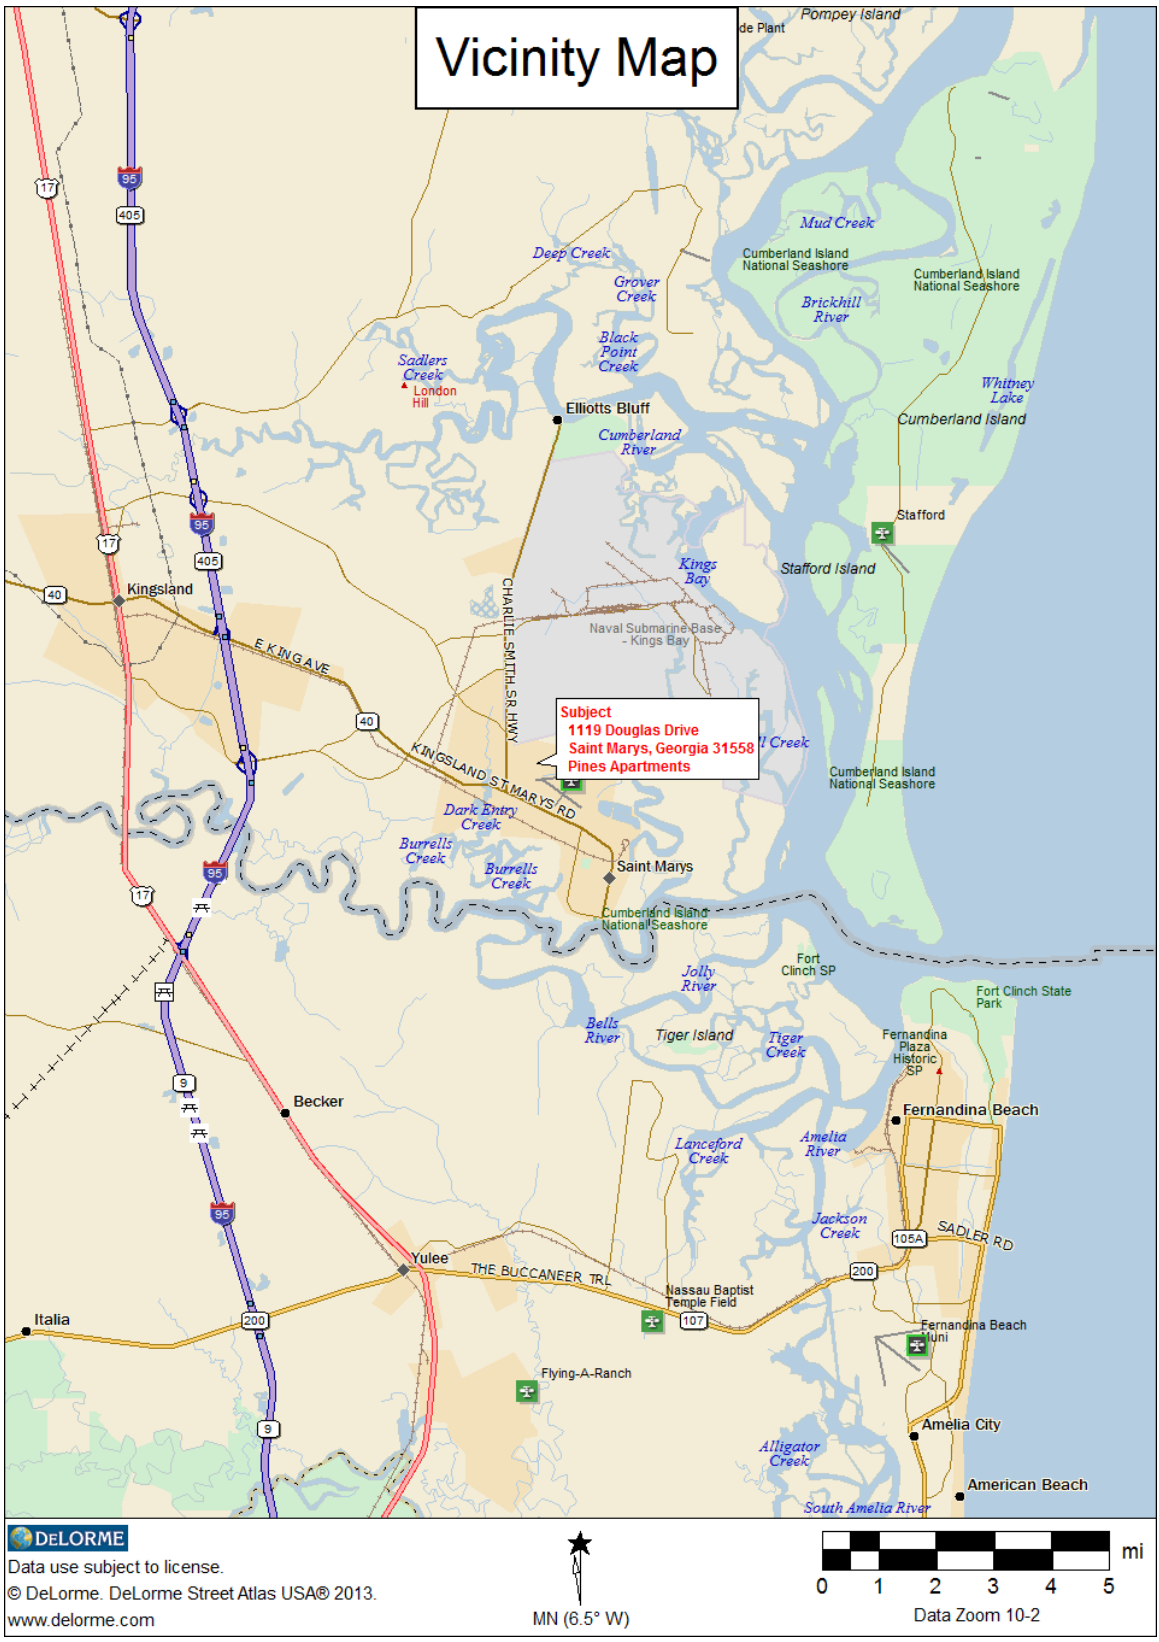 Vicinity Map
Pompey Island
de Plant
17
95
405
Mud Creek
Deep Creek
Cumberland Island
National Seashore
Grover
Creek
Cumberland Island
National Seashore
Brickhill
River
Black
Point
Creek
Sadlers
Creek
London
Hill
Whitney
Lake
Elliotts Bluff
Cumberland Island
Cumberland
River
Stafford
95
17
405
Kings
Bay
Stafford Island
40
Kingsland
CHARLIE SMITH SR HWY
Naval Submarine Base
- Kings Bay
E KING AVE
40
Subject
1119 Douglas Drive
Saint Marys, Georgia 31558
Pines Apartments
ll Creek
KINGSLAND ST MARYS RD
Cumberland Island
National Seashore
Dark Entry
Creek
Burrells
Creek
Burrells
Creek
Saint Marys
95
17
Cumberland Island
National Seashore
Jolly
River
Fort
Clinch SP
Fort Clinch State
Park
Bells
River
Tiger Island
Tiger
Creek
Fernandina
Plaza
Historic
SP
9
Becker
Fernandina Beach
Lanceford
Creek
Amelia
River
95
Jackson
Creek
105A
SADLER RD
Yulee
THE BUCCANEER TRL
200
Nassau Baptist
Temple Field
Italia
200
107
Fernandina Beach
Muni
Flying-A-Ranch
9
Amelia City
Alligator
Creek
American Beach
South Amelia River
DELORME
Data use subject to license.
© DeLorme. DeLorme Street Atlas USA® 2013.
www.delorme.com
MN (6.5° W)
mi
0 1 2 3 4 5
Data Zoom 10-2